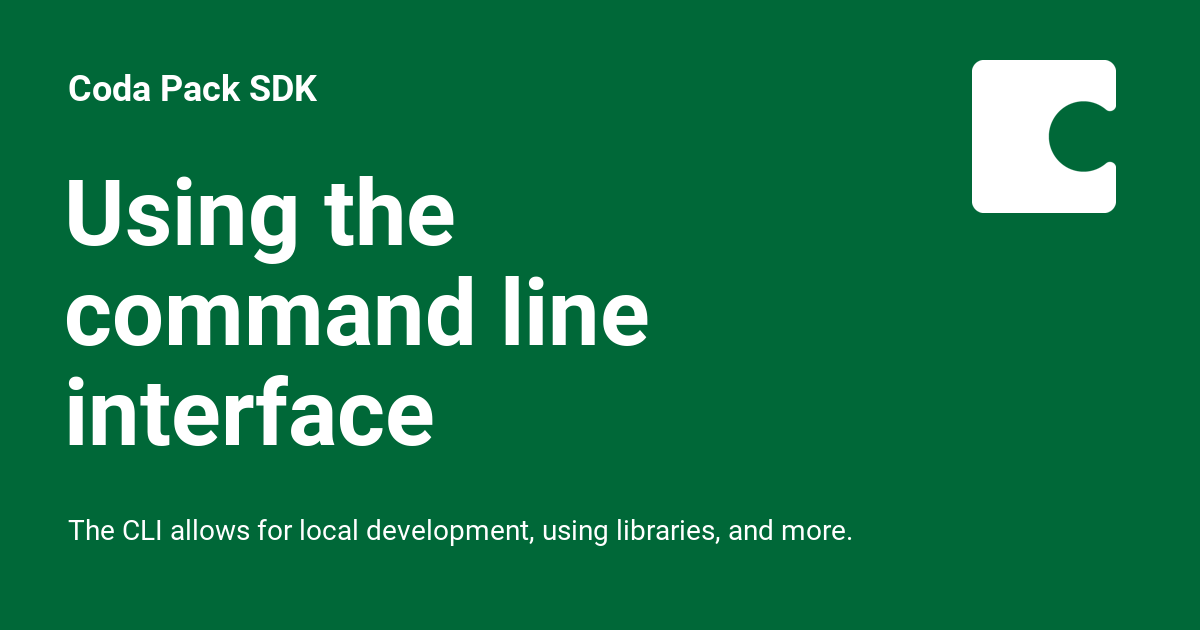 Coda Pack SDK
Using the
command line
interface
The CLI allows for local development, using libraries, and more.